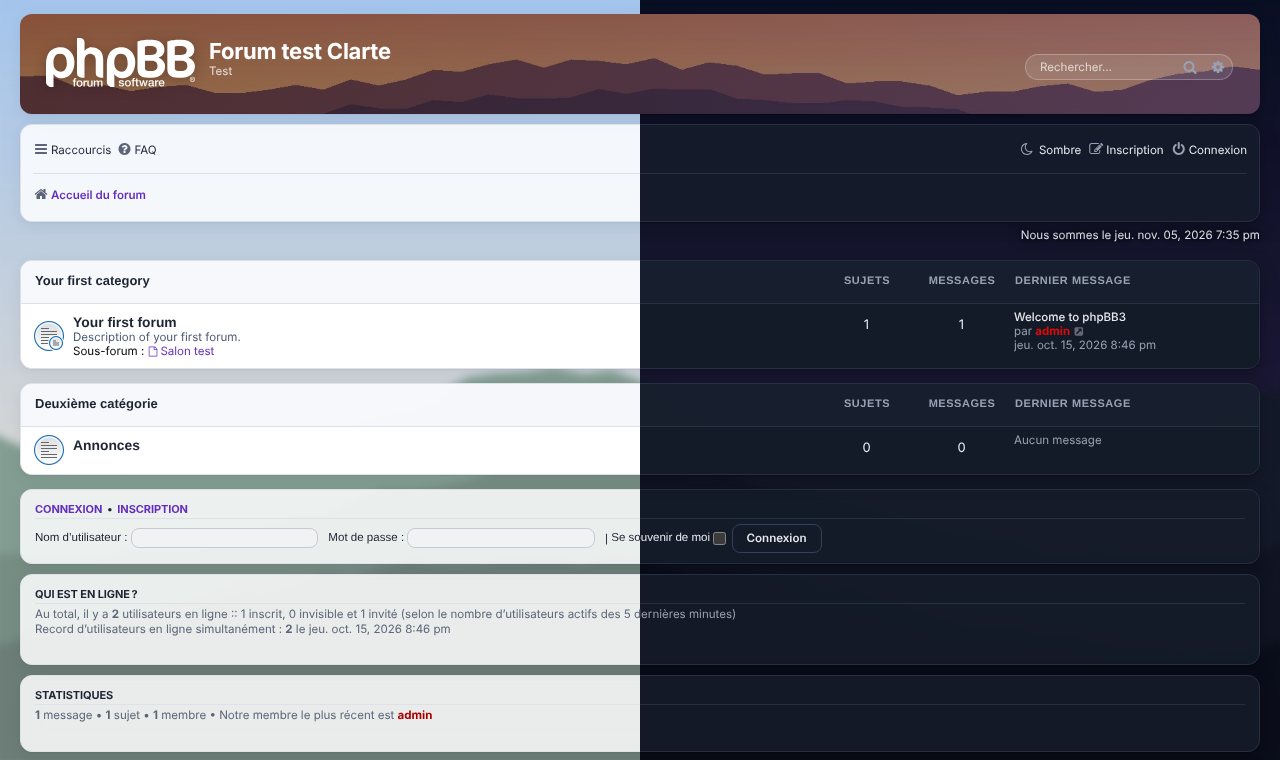 phpBB
forum software
®
Forum test Clarte
Test
Rechercher...
Raccourcis FAQ
Sombre Inscription Connexion
Accueil du forum
Nous sommes le jeu. nov. 05, 2026 7:35 pm
Your first category SUJETS MESSAGES DERNIER MESSAGE
Your first forum 1 1 Welcome to phpBB3
Description of your first forum. par admin
Sous-forum : Salon test jeu. oct. 15, 2026 8:46 pm
Deuxième catégorie SUJETS MESSAGES DERNIER MESSAGE
Annonces 0 0 Aucun message
CONNEXION • INSCRIPTION
Nom d’utilisateur : Mot de passe : | Se souvenir de moi Connexion
QUI EST EN LIGNE ?
Au total, il y a 2 utilisateurs en ligne :: 1 inscrit, 0 invisible et 1 invité (selon le nombre d’utilisateurs actifs des 5 dernières minutes)
Record d’utilisateurs en ligne simultanément : 2 le jeu. oct. 15, 2026 8:46 pm
STATISTIQUES
1 message • 1 sujet • 1 membre • Notre membre le plus récent est admin